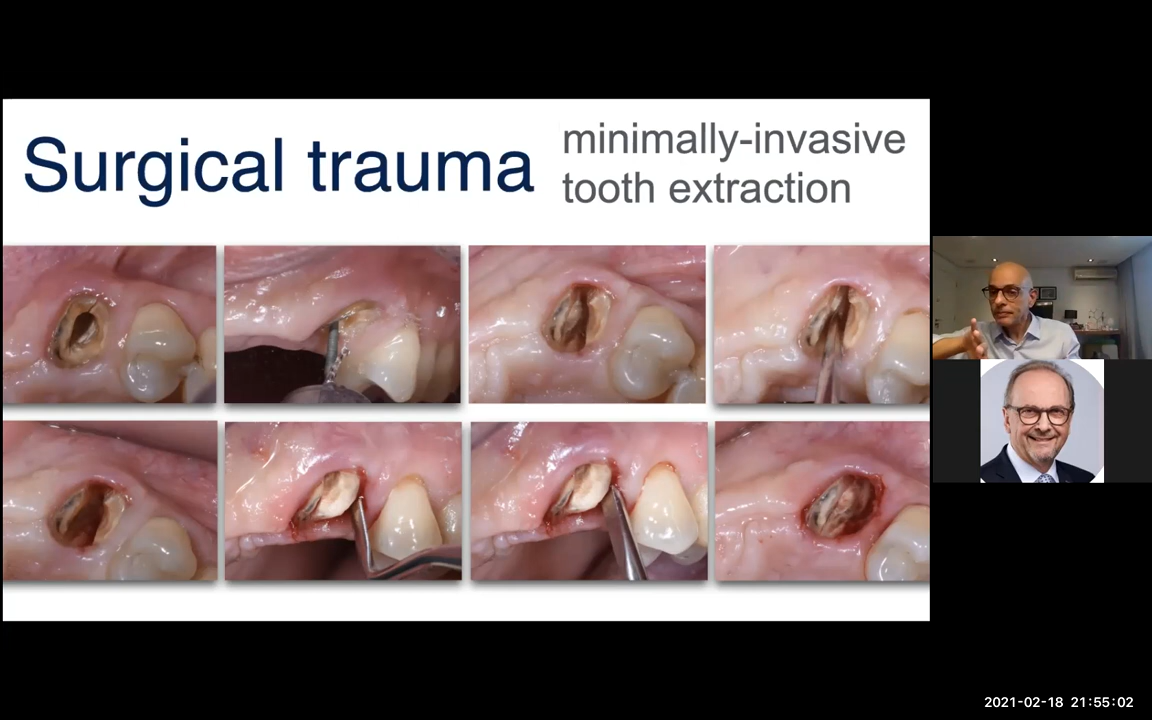 Surgical trauma
minimally-invasive
tooth extraction
2021-02-18 21:55:02